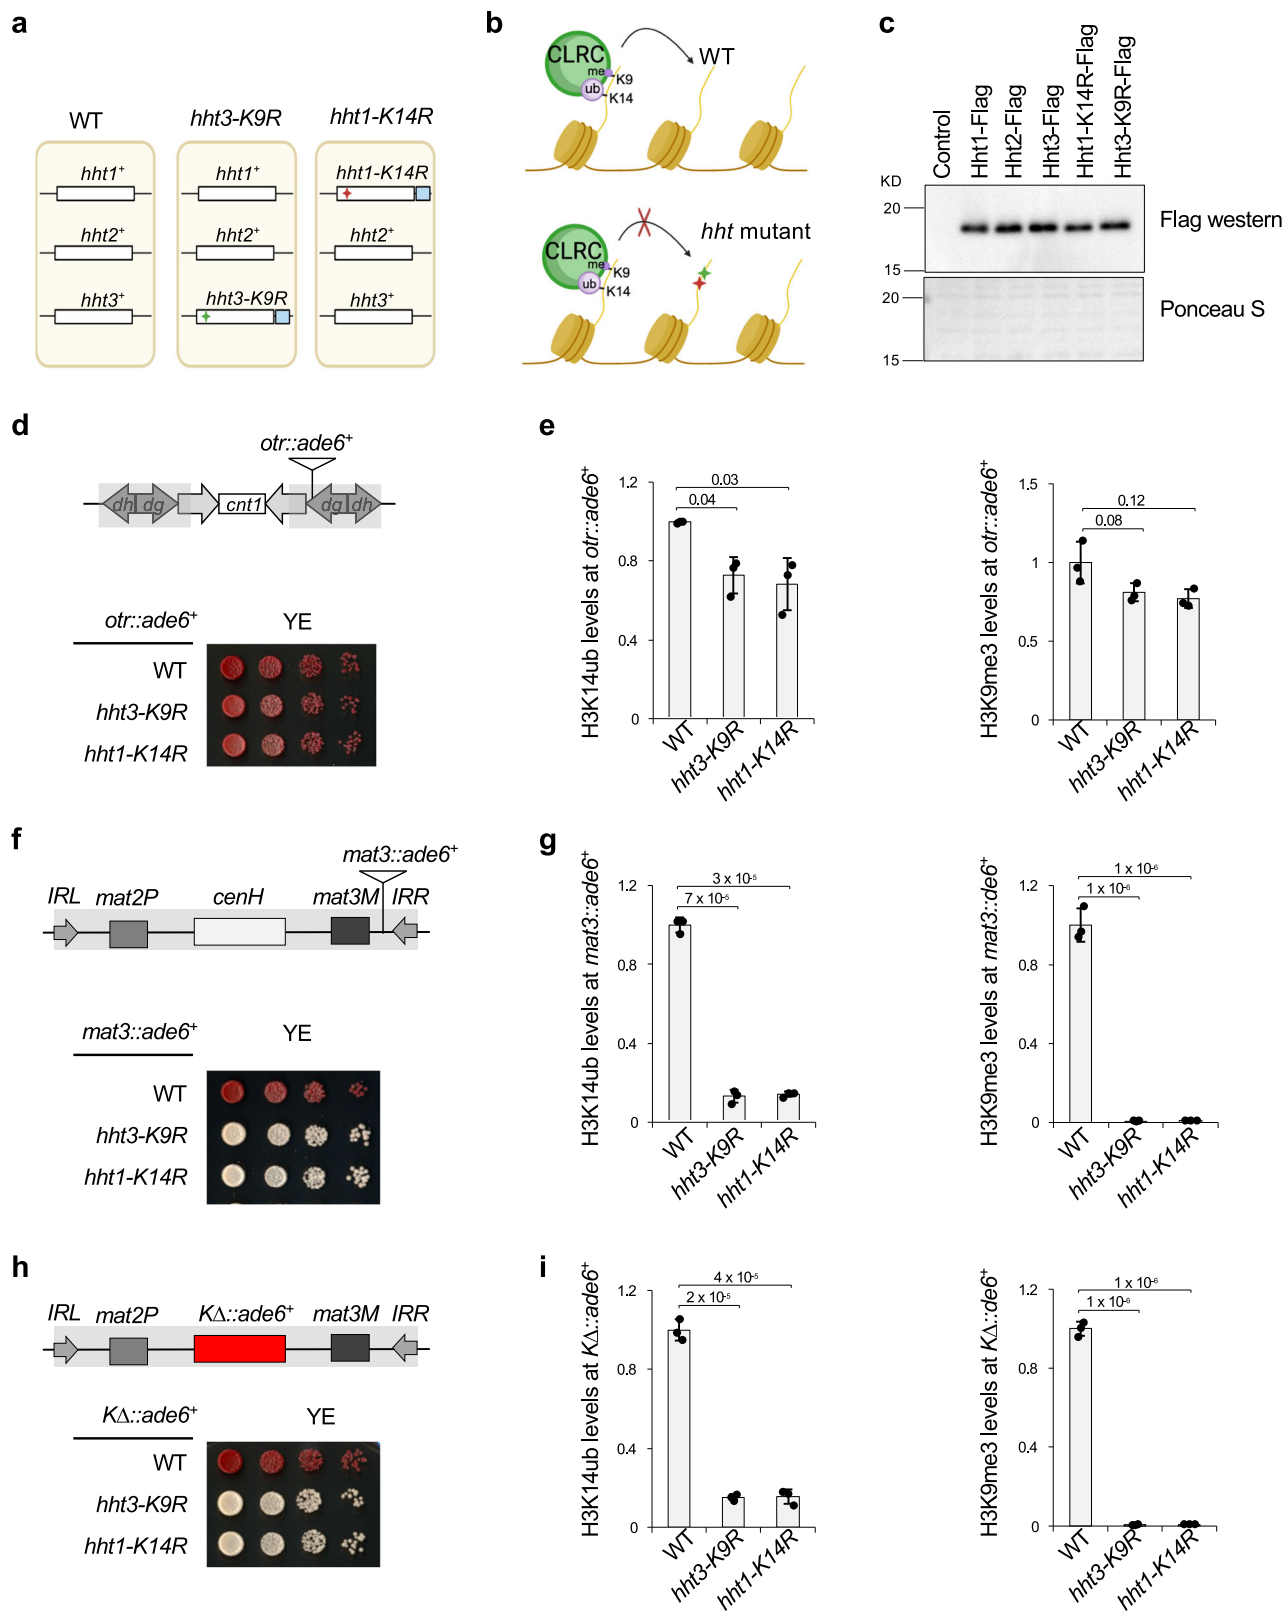 a
WT
hht3-K9R
hht1-K14R
hht1+
hht1+
hht1-K14R
hht2+
hht2+
hht2+
hht3+
hht3-K9R
hht3+
b
CLRC
me
K9
ub
K14
WT
CLRC
me
K9
ub
K14
hht mutant
c
Control
Hht1-Flag
Hht2-Flag
Hht3-Flag
Hht1-K14R-Flag
Hht3-K9R-Flag
KD
20
15
Flag western
20
15
Ponceau S
d
otr::ade6+
dh dg cnt1 dg dh
otr::ade6+ YE
WT
hht3-K9R
hht1-K14R
e
H3K14ub levels at otr::ade6+
1.2
0.8
0.4
0
0.03
0.04
WT
hht3-K9R
hht1-K14R
H3K9me3 levels at otr::ade6+
1.5
1
0.5
0
0.12
0.08
WT
hht3-K9R
hht1-K14R
f
mat3::ade6+
IRL mat2P cenH mat3M IRR
mat3::ade6+ YE
WT
hht3-K9R
hht1-K14R
g
H3K14ub levels at mat3::ade6+
1.2
0.8
0.4
0
3 x 10-5
7 x 10-5
WT
hht3-K9R
hht1-K14R
H3K9me3 levels at mat3::de6+
1.2
0.8
0.4
0
1 x 10-6
1 x 10-6
WT
hht3-K9R
hht1-K14R
h
IRL mat2P KΔ::ade6+ mat3M IRR
KΔ::ade6+ YE
WT
hht3-K9R
hht1-K14R
i
H3K14ub levels at KΔ::ade6+
1.2
0.8
0.4
0
4 x 10-5
2 x 10-5
WT
hht3-K9R
hht1-K14R
H3K9me3 levels at KΔ::de6+
1.2
0.8
0.4
0
1 x 10-6
1 x 10-6
WT
hht3-K9R
hht1-K14R